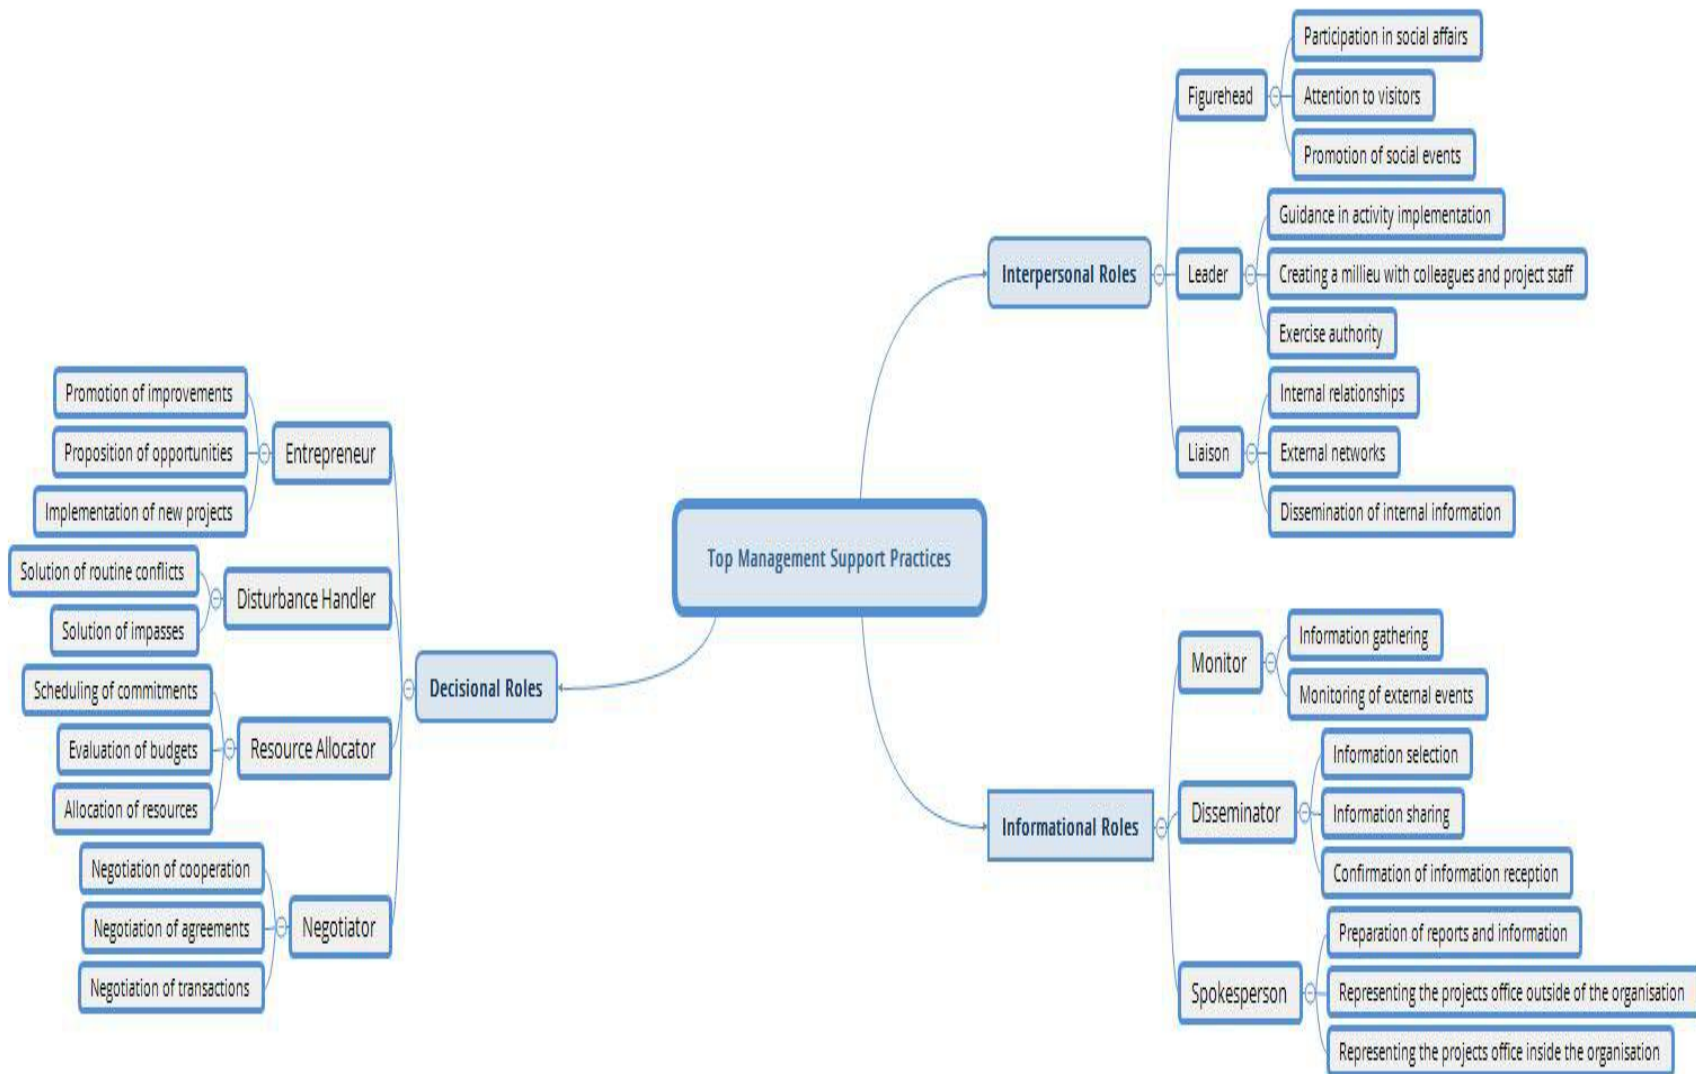 Top Management Support Practices
Interpersonal Roles
Figurehead
Participation in social affairs
Attention to visitors
Promotion of social events
Leader
Guidance in activity implementation
Creating a millieu with colleagues and project staff
Exercise authority
Liaison
Internal relationships
External networks
Dissemination of internal information
Informational Roles
Monitor
Information gathering
Monitoring of external events
Disseminator
Information selection
Information sharing
Confirmation of information reception
Spokesperson
Preparation of reports and information
Representing the projects office outside of the organisation
Representing the projects office inside the organisation
Decisional Roles
Entrepreneur
Promotion of improvements
Proposition of opportunities
Implementation of new projects
Disturbance Handler
Solution of routine conflicts
Solution of impasses
Resource Allocator
Scheduling of commitments
Evaluation of budgets
Allocation of resources
Negotiator
Negotiation of cooperation
Negotiation of agreements
Negotiation of transactions